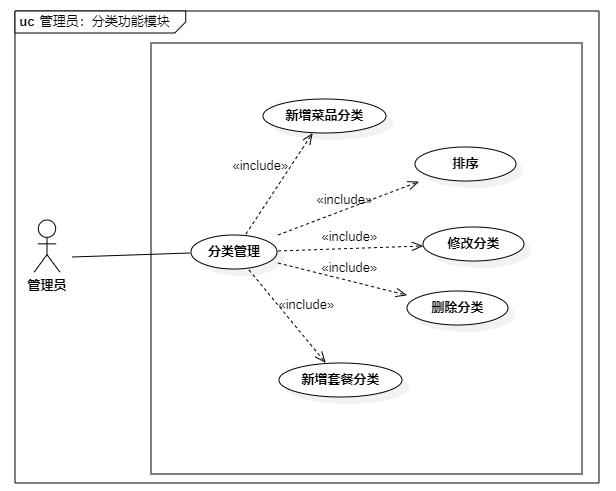 uc 管理员：分类功能模块
新增菜品分类
«include»
排序
«include»
修改分类
«include»
分类管理
«include»
管理员
删除分类
«include»
新增套餐分类